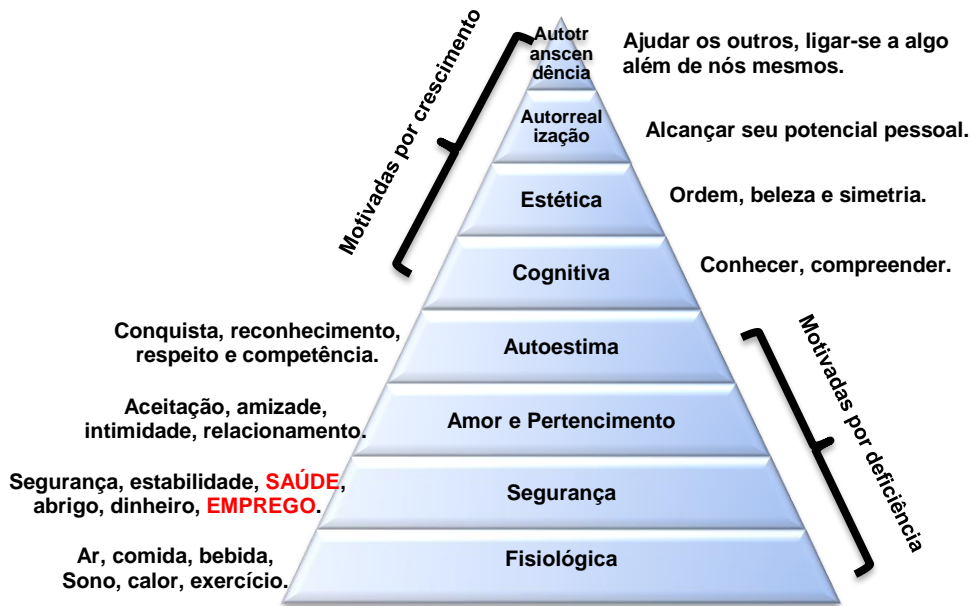 Autotr
anscen
dência
Ajudar os outros, ligar-se a algo
além de nós mesmos.
Motivadas por crescimento
Autorreal
ização
Alcançar seu potencial pessoal.
Estética
Ordem, beleza e simetria.
Cognitiva
Conhecer, compreender.
Conquista, reconhecimento,
respeito e competência.
Autoestima
Motivadas por deficiência
Aceitação, amizade,
intimidade, relacionamento.
Amor e Pertencimento
Segurança, estabilidade, SAÚDE,
abrigo, dinheiro, EMPREGO.
Segurança
Ar, comida, bebida,
Sono, calor, exercício.
Fisiológica